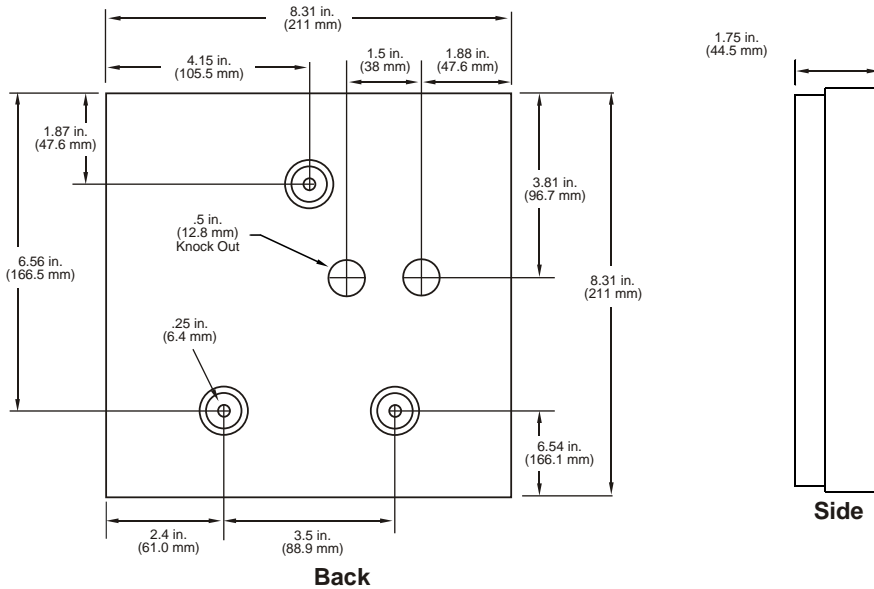 8.31 in.
(211 mm)
1.75 in.
(44.5 mm)
4.15 in.
(105.5 mm)
1.5 in.
(38 mm)
1.88 in.
(47.6 mm)
1.87 in.
(47.6 mm)
3.81 in.
(96.7 mm)
.5 in.
(12.8 mm)
Knock Out
6.56 in.
(166.5 mm)
8.31 in.
(211 mm)
.25 in.
(6.4 mm)
6.54 in.
(166.1 mm)
2.4 in.
(61.0 mm)
3.5 in.
(88.9 mm)
Back
Side